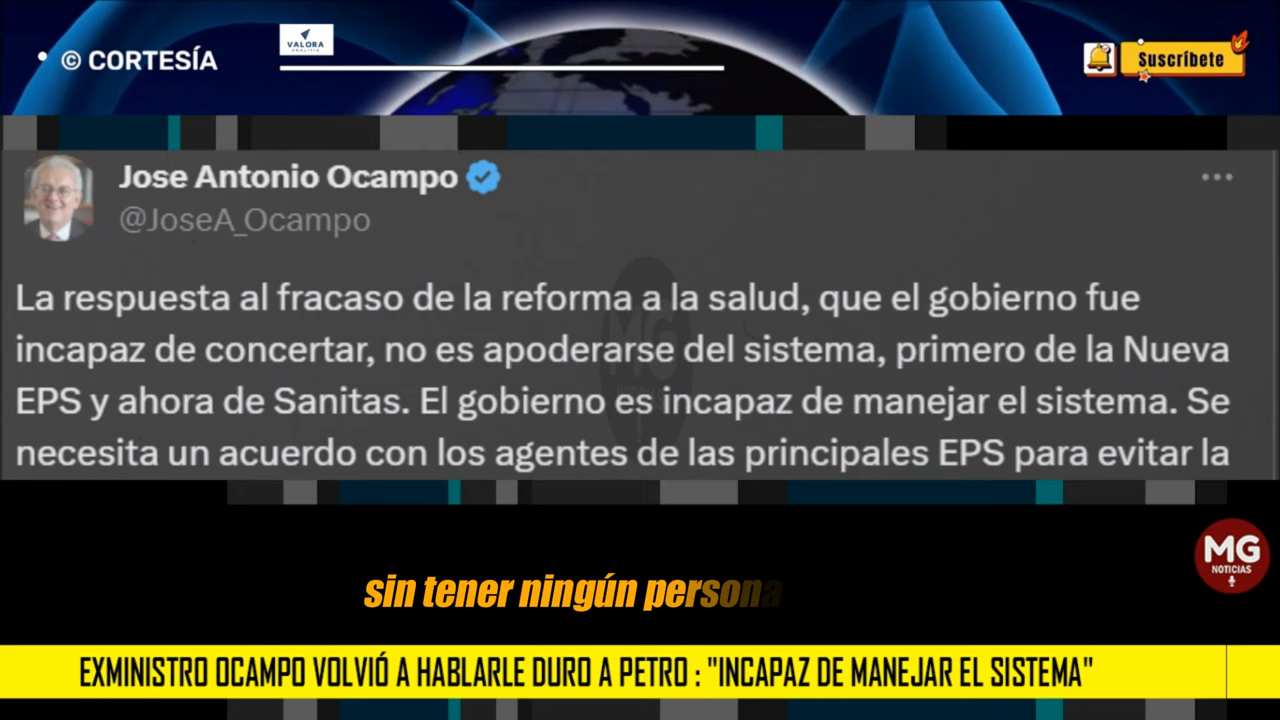 © CORTESÍA
VALORA
ANALITIK
Suscríbete
Jose Antonio Ocampo
@JoseA_Ocampo
La respuesta al fracaso de la reforma a la salud, que el gobierno fue
incapaz de concertar, no es apoderarse del sistema, primero de la Nueva
EPS y ahora de Sanitas. El gobierno es incapaz de manejar el sistema. Se
necesita un acuerdo con los agentes de las principales EPS para evitar la
sin tener ningún persona
MG
NOTICIAS
EXMINISTRO OCAMPO VOLVIÓ A HABLARLE DURO A PETRO : "INCAPAZ DE MANEJAR EL SISTEMA"